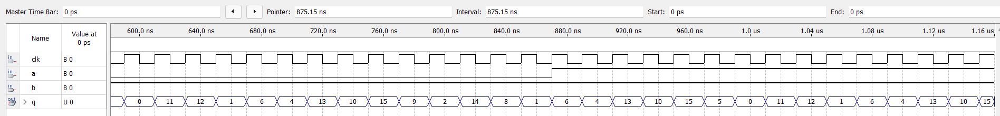 Master Time Bar: 0 ps Pointer: 875.15 ns Interval: 875.15 ns Start: 0 ps End: 0 ps
Name Value at 0 ps 600.0 ns 640.0 ns 680.0 ns 720.0 ns 760.0 ns 800.0 ns 840.0 ns 880.0 ns 920.0 ns 960.0 ns 1.0 us 1.04 us 1.08 us 1.12 us 1.16 us
in clk B 0
in a B 0
in b B 0
out > q U 0 0 11 12 1 6 4 13 10 15 9 2 14 8 1 6 4 13 10 15 5 0 11 12 1 6 4 13 10 15